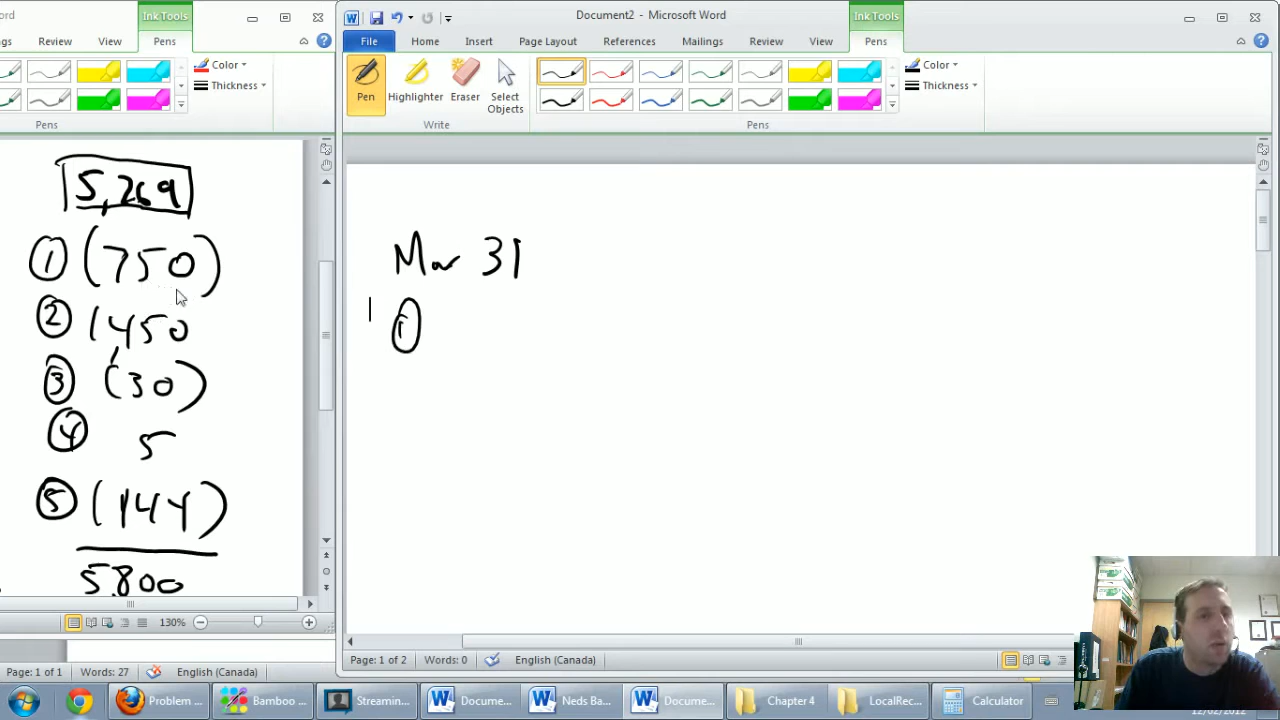 Ink Tools
Review View Pens
Color
Thickness
Pens
5,269
① (750)
② 1,450
③ (30)
④ 5
⑤ (144)
5,800
130%
Page: 1 of 1 Words: 27 English (Canada)
Document2 - Microsoft Word Ink Tools
File Home Insert Page Layout References Mailings Review View Pens
Pen Highlighter Eraser Select Objects
Color
Thickness
Write Pens
Mar 31
①
Page: 1 of 2 Words: 0 English (Canada)
Problem ... Bamboo ... Streamin... Docume... Neds Ba... Docume... Chapter 4 LocalRec... Calculator
12/02/2012